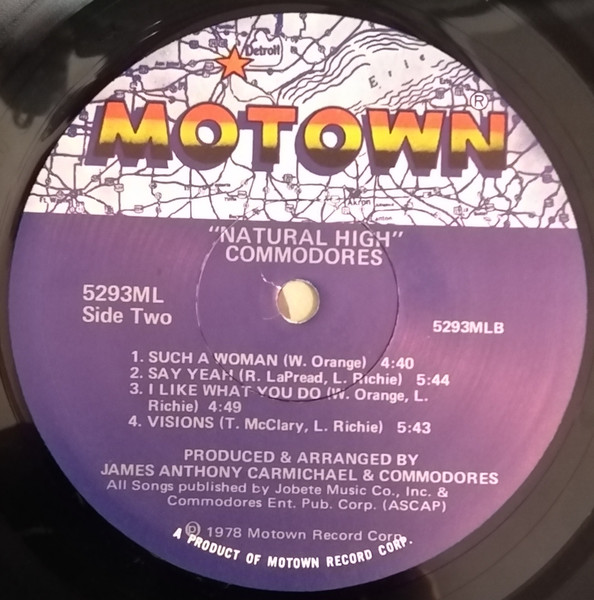 Detroit
Erie
MOTOWN®
Akron
"NATURAL HIGH"
COMMODORES
5293ML
Side Two
5293MLB
1. SUCH A WOMAN (W. Orange) 4:40
2. SAY YEAH (R. LaPread, L. Richie) 5:44
3. I LIKE WHAT YOU DO (W. Orange, L.
Richie) 4:49
4. VISIONS (T. McClary, L. Richie) 5:43
PRODUCED & ARRANGED BY
JAMES ANTHONY CARMICHAEL & COMMODORES
All Songs published by Jobete Music Co., Inc. &
Commodores Ent. Pub. Corp. (ASCAP)
℗ 1978 Motown Record Corp.
A PRODUCT OF MOTOWN RECORD CORP.